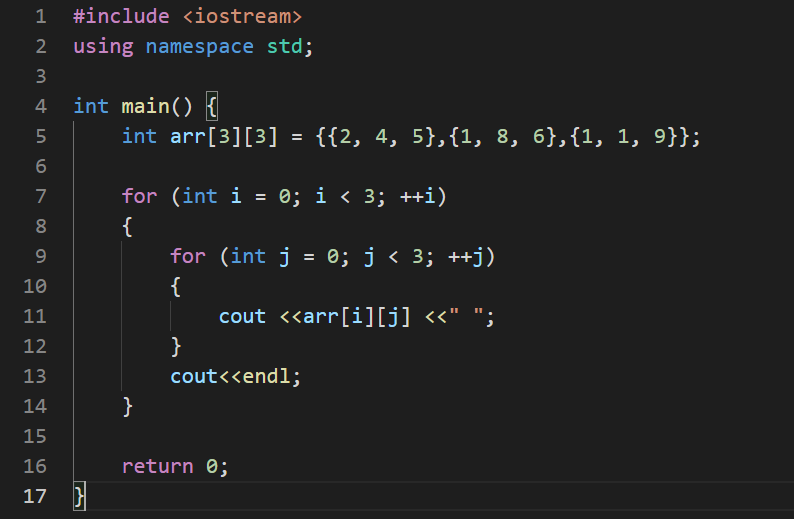 1 #include <iostream>
2 using namespace std;
3
4 int main() {
5     int arr[3][3] = {{2, 4, 5},{1, 8, 6},{1, 1, 9}};
6
7     for (int i = 0; i < 3; ++i)
8     {
9         for (int j = 0; j < 3; ++j)
10         {
11             cout <<arr[i][j] <<" ";
12         }
13         cout<<endl;
14     }
15
16     return 0;
17 }